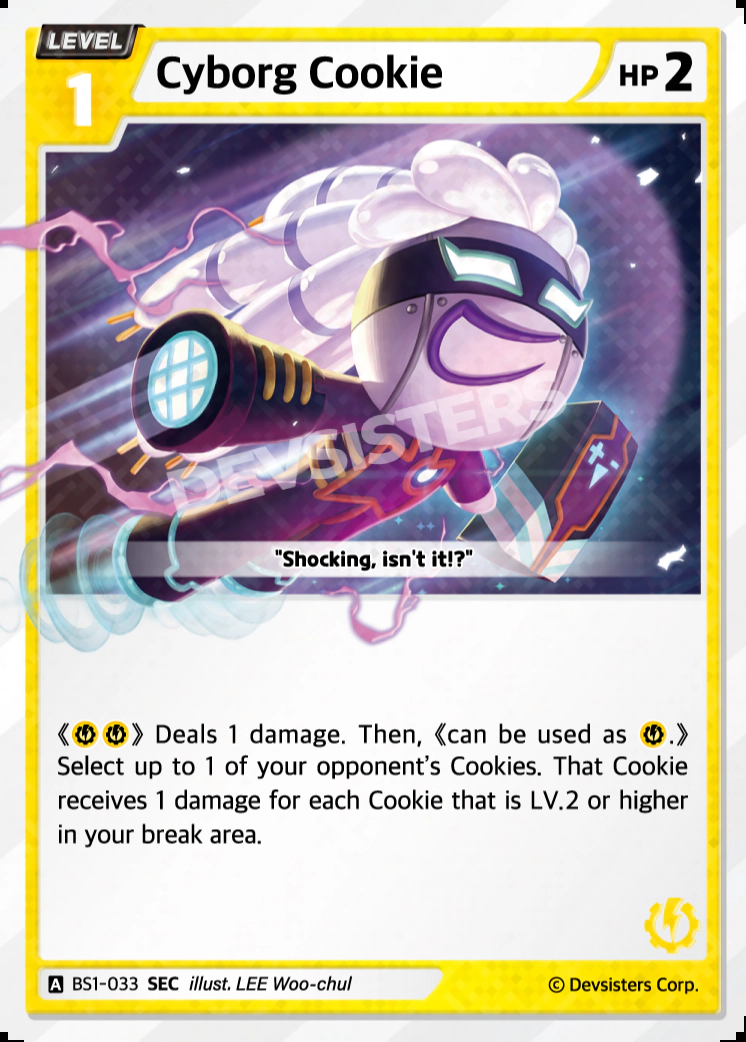 LEVEL
1
Cyborg Cookie
HP 2
DEVSISTERS
"Shocking, isn't it!?"
《》 Deals 1 damage. Then, 《can be used as .》
Select up to 1 of your opponent’s Cookies. That Cookie
receives 1 damage for each Cookie that is LV.2 or higher
in your break area.
A BS1-033 SEC illust. LEE Woo-chul
© Devsisters Corp.